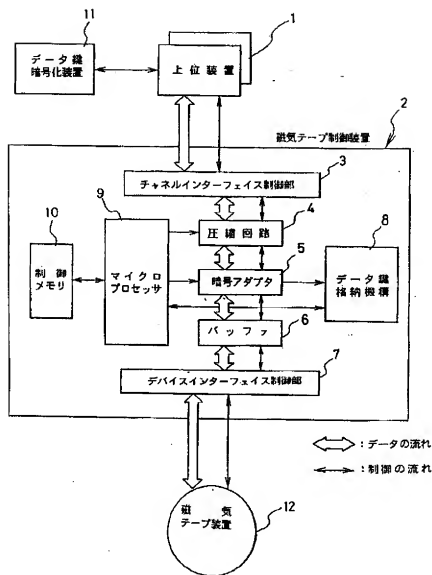 11
データ鍵
暗号化装置
1
上位装置
2
磁気テープ制御装置
3
チャネルインターフェイス制御部
9
4
圧縮回路
8
10
制御
メモリ
マイクロ
プロセッサ
5
暗号アダプタ
データ鍵
格納機構
6
バッファ
7
デバイスインターフェイス制御部
:データの流れ
:制御の流れ
磁気
テープ装置
12